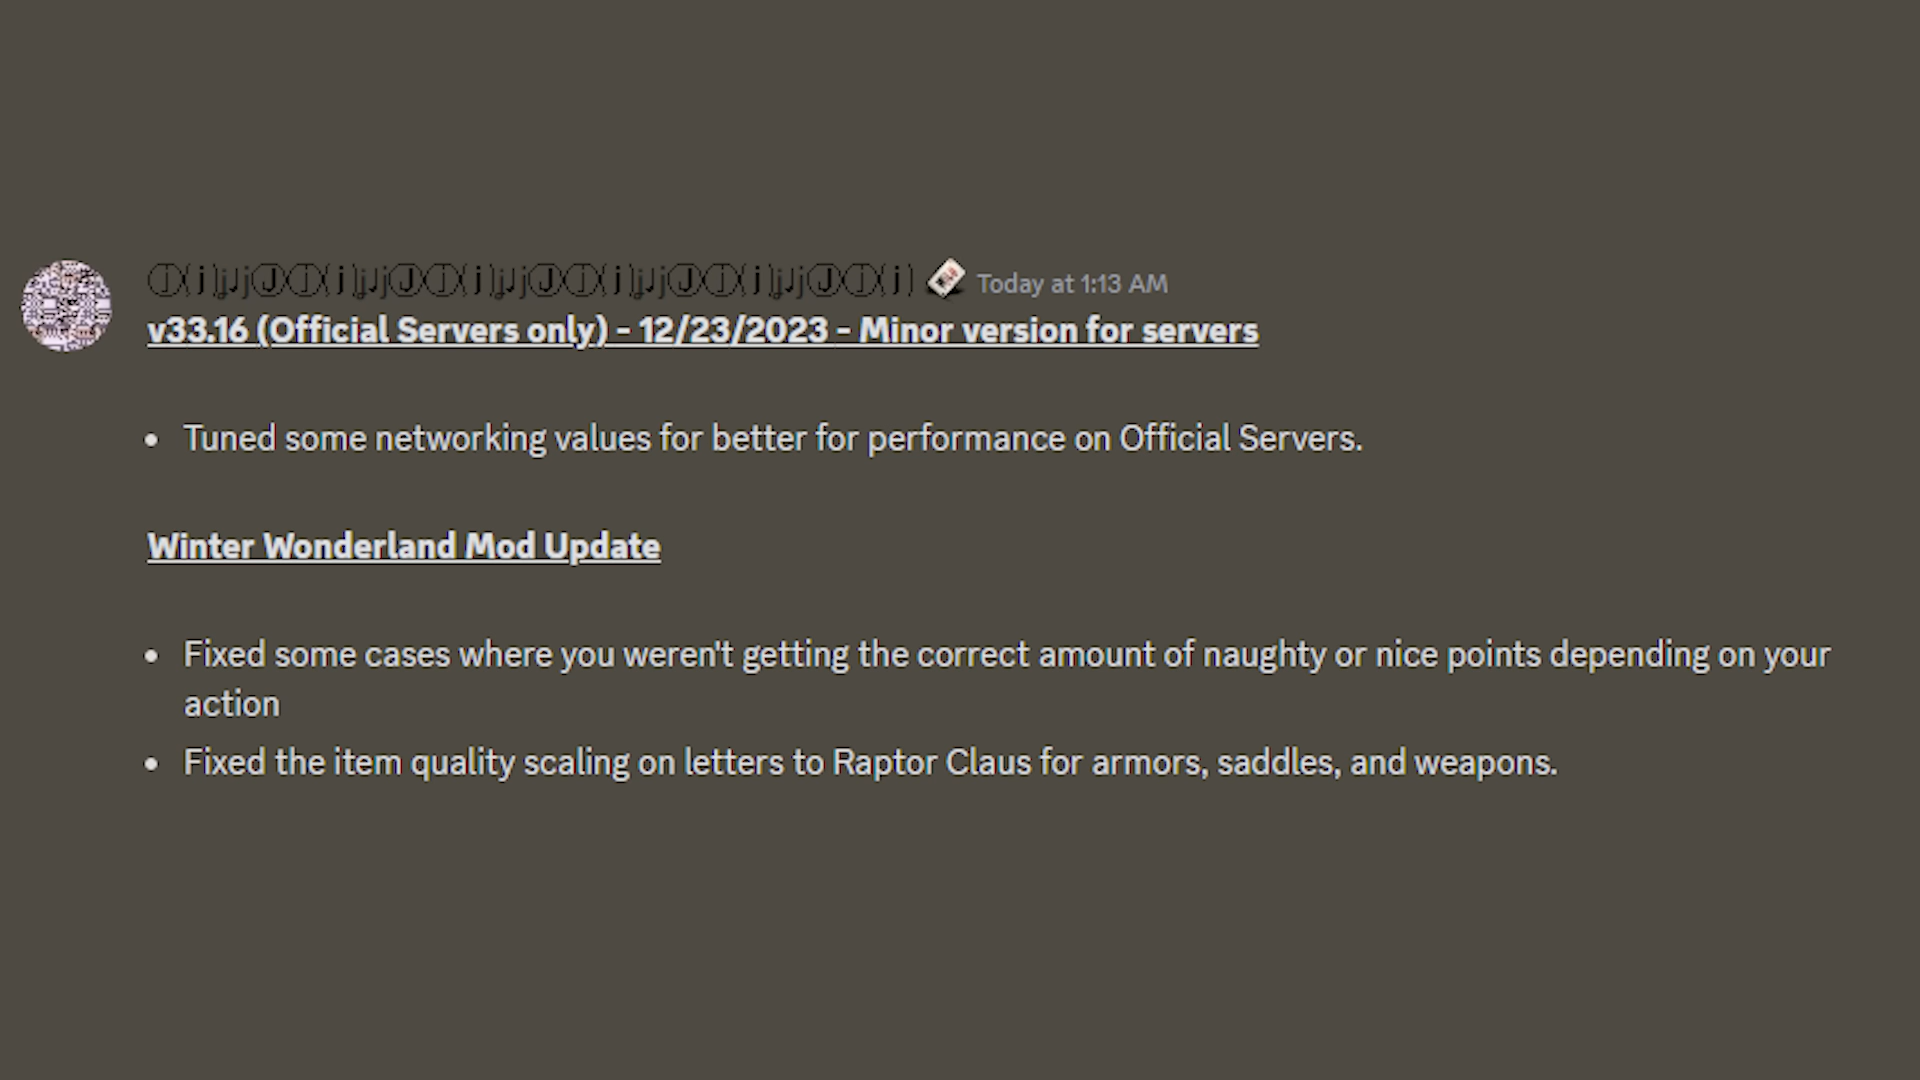 Today at 1:13 AM
v33.16 (Official Servers only) - 12/23/2023 - Minor version for servers
• Tuned some networking values for better for performance on Official Servers.
Winter Wonderland Mod Update
• Fixed some cases where you weren't getting the correct amount of naughty or nice points depending on your
action
• Fixed the item quality scaling on letters to Raptor Claus for armors, saddles, and weapons.